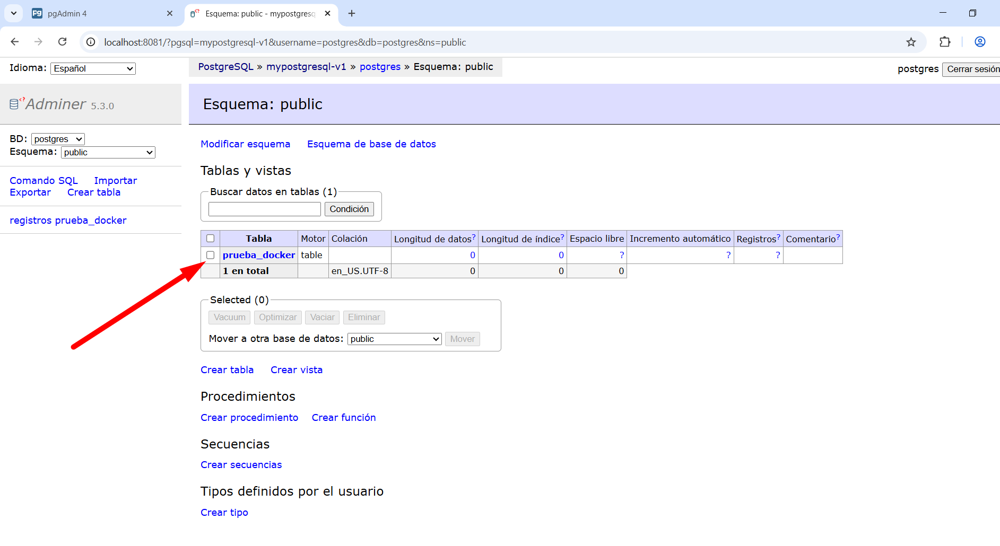 pgAdmin 4
Esquema: public - mypostgresq
localhost:8081/?pgsql=mypostgresql-v1&username=postgres&db=postgres&ns=public
Idioma: Español
PostgreSQL » mypostgresql-v1 » postgres » Esquema: public
postgres Cerrar sesión
Adminer 5.3.0
Esquema: public
BD: postgres
Esquema: public
Modificar esquema Esquema de base de datos
Comando SQL Importar
Exportar Crear tabla
registros prueba_docker
Tablas y vistas
Buscar datos en tablas (1)
Condición
Tabla Motor Colación Longitud de datos? Longitud de índice? Espacio libre Incremento automático Registros? Comentario?
prueba_docker table 0 0 ? ? ?
1 en total en_US.UTF-8 0 0 0
Selected (0)
Vacuum Optimizar Vaciar Eliminar
Mover a otra base de datos: public Mover
Crear tabla Crear vista
Procedimientos
Crear procedimiento Crear función
Secuencias
Crear secuencias
Tipos definidos por el usuario
Crear tipo